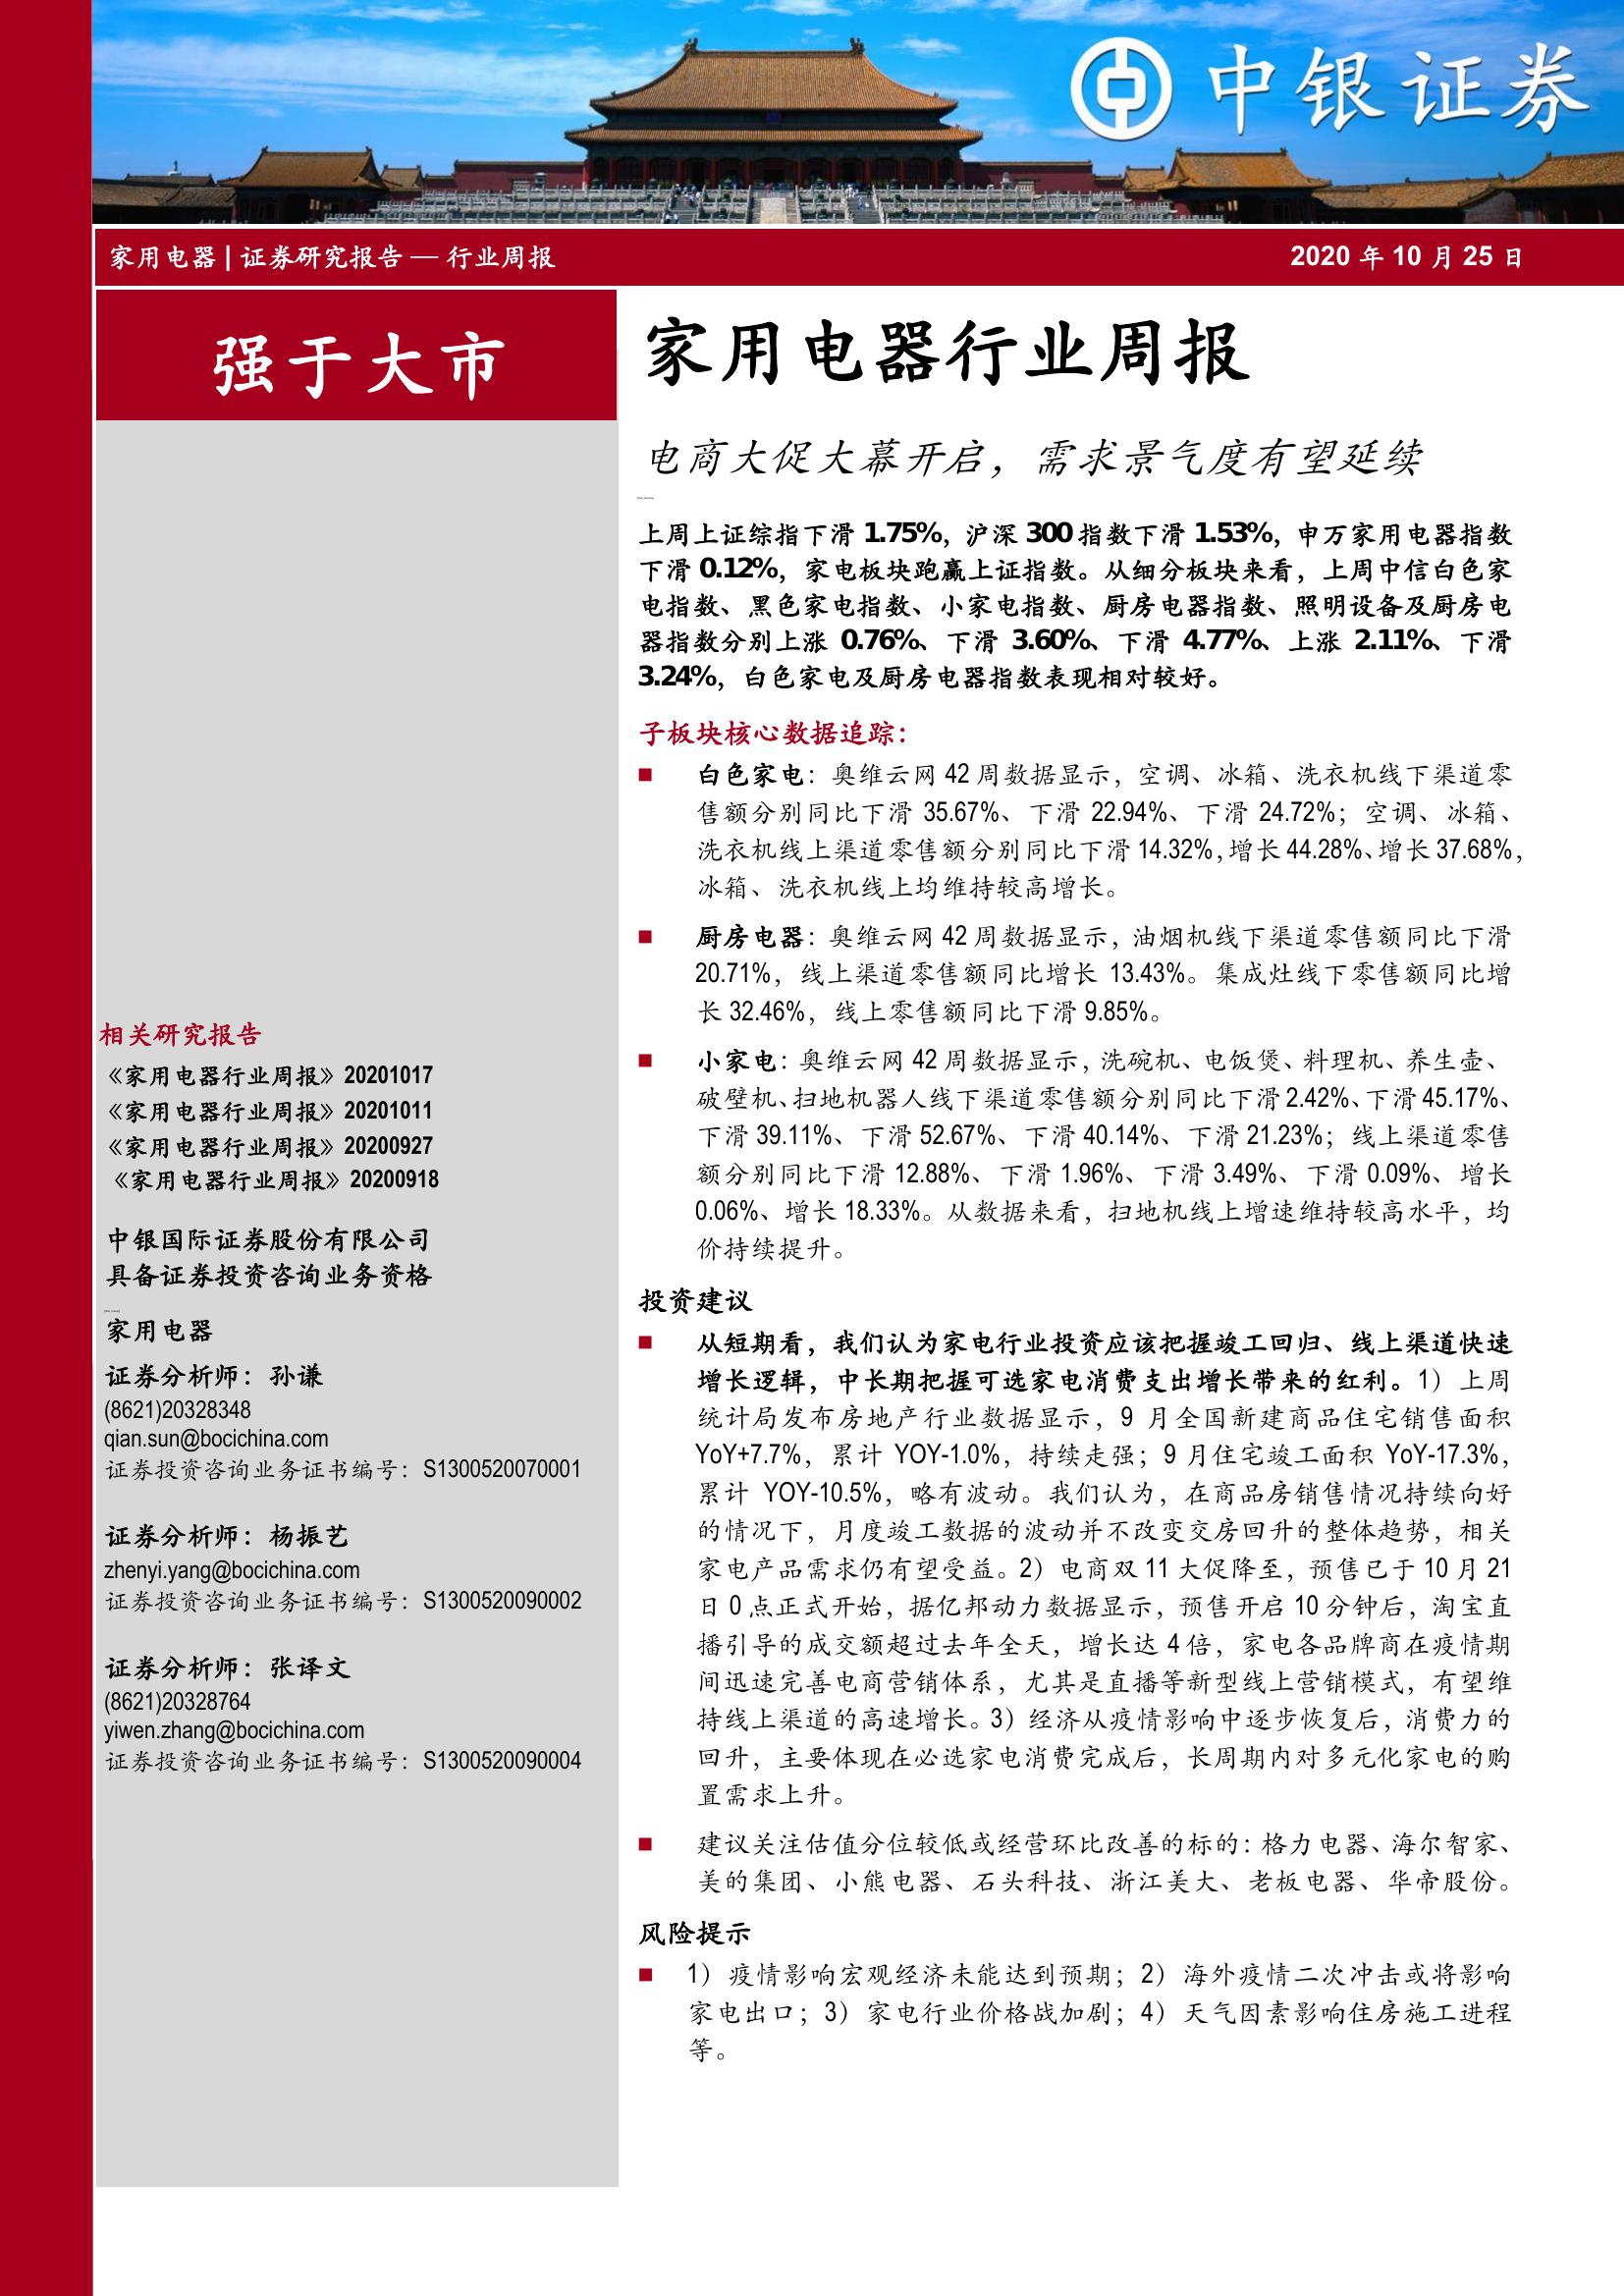 中银证券
家用电器 | 证券研究报告 — 行业周报
2020 年 10 月 25 日
强于大市
家用电器行业周报
电商大促大幕开启，需求景气度有望延续
上周上证综指下滑 1.75%，沪深 300 指数下滑 1.53%，申万家用电器指数
下滑 0.12%，家电板块跑赢上证指数。从细分板块来看，上周中信白色家
电指数、黑色家电指数、小家电指数、厨房电器指数、照明设备及厨房电
器指数分别上涨 0.76%、下滑 3.60%、下滑 4.77%、上涨 2.11%、下滑
3.24%，白色家电及厨房电器指数表现相对较好。
子板块核心数据追踪：
■ 白色家电：奥维云网 42 周数据显示，空调、冰箱、洗衣机线下渠道零
售额分别同比下滑 35.67%、下滑 22.94%、下滑 24.72%；空调、冰箱、
洗衣机线上渠道零售额分别同比下滑 14.32%，增长 44.28%、增长 37.68%，
冰箱、洗衣机线上均维持较高增长。
■ 厨房电器：奥维云网 42 周数据显示，油烟机线下渠道零售额同比下滑
20.71%，线上渠道零售额同比增长 13.43%。集成灶线下零售额同比增
长 32.46%，线上零售额同比下滑 9.85%。
■ 小家电：奥维云网 42 周数据显示，洗碗机、电饭煲、料理机、养生壶、
破壁机、扫地机器人线下渠道零售额分别同比下滑 2.42%、下滑 45.17%、
下滑 39.11%、下滑 52.67%、下滑 40.14%、下滑 21.23%；线上渠道零售
额分别同比下滑 12.88%、下滑 1.96%、下滑 3.49%、下滑 0.09%、增长
0.06%、增长 18.33%。从数据来看，扫地机线上增速维持较高水平，均
价持续提升。
投资建议
■ 从短期看，我们认为家电行业投资应该把握竣工回归、线上渠道快速
增长逻辑，中长期把握可选家电消费支出增长带来的红利。1）上周
统计局发布房地产行业数据显示，9 月全国新建商品住宅销售面积
YoY+7.7%，累计 YOY-1.0%，持续走强；9 月住宅竣工面积 YoY-17.3%，
累计 YOY-10.5%，略有波动。我们认为，在商品房销售情况持续向好
的情况下，月度竣工数据的波动并不改变交房回升的整体趋势，相关
家电产品需求仍有望受益。2）电商双 11 大促降至，预售已于 10 月 21
日 0 点正式开始，据亿邦动力数据显示，预售开启 10 分钟后，淘宝直
播引导的成交额超过去年全天，增长达 4 倍，家电各品牌商在疫情期
间迅速完善电商营销体系，尤其是直播等新型线上营销模式，有望维
持线上渠道的高速增长。3）经济从疫情影响中逐步恢复后，消费力的
回升，主要体现在必选家电消费完成后，长周期内对多元化家电的购
置需求上升。
■ 建议关注估值分位较低或经营环比改善的标的：格力电器、海尔智家、
美的集团、小熊电器、石头科技、浙江美大、老板电器、华帝股份。
风险提示
■ 1）疫情影响宏观经济未能达到预期；2）海外疫情二次冲击或将影响
家电出口；3）家电行业价格战加剧；4）天气因素影响住房施工进程
等。
相关研究报告
《家用电器行业周报》20201017
《家用电器行业周报》20201011
《家用电器行业周报》20200927
《家用电器行业周报》20200918
中银国际证券股份有限公司
具备证券投资咨询业务资格
家用电器
证券分析师：孙谦
(8621)20328348
qian.sun@bocichina.com
证券投资咨询业务证书编号：S1300520070001
证券分析师：杨振艺
zhenyi.yang@bocichina.com
证券投资咨询业务证书编号：S1300520090002
证券分析师：张译文
(8621)20328764
yiwen.zhang@bocichina.com
证券投资咨询业务证书编号：S1300520090004